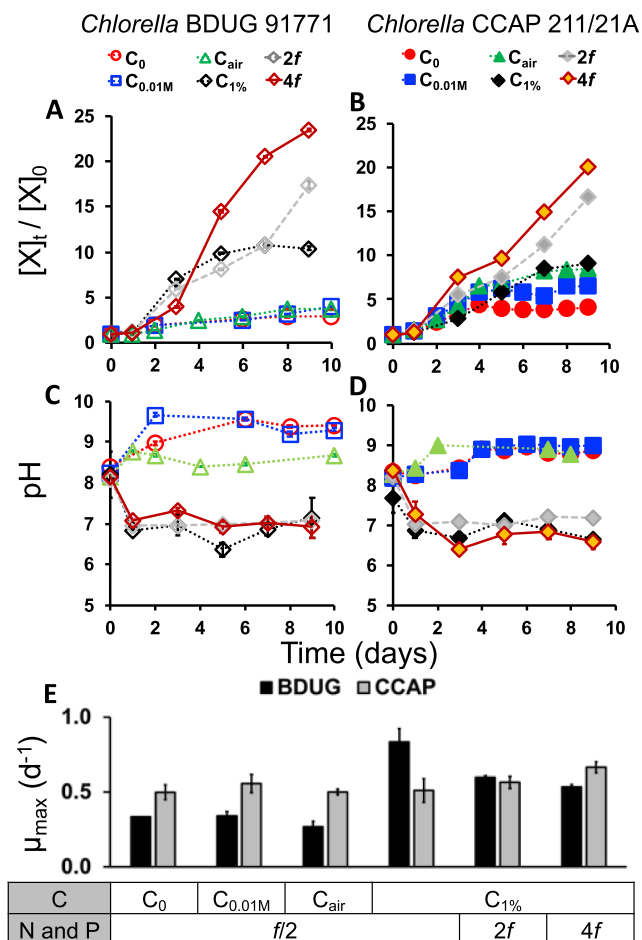 Chlorella BDUG 91771 Chlorella CCAP 211/21A
C0 Cair 2f C0 Cair 2f
C0.01M C1% 4f C0.01M C1% 4f
A B
[X]t / [X]0
25 25
20 20
15 15
10 10
5 5
0 0
0 2 4 6 8 10 0 2 4 6 8 10
C D
pH
10 10
9 9
8 8
7 7
6 6
5 5
0 2 4 6 8 10 0 2 4 6 8 10
Time (days)
E BDUG CCAP
μmax (d-1)
1.0
0.5
0.0
C C0 C0.01M Cair C1%
N and P f/2 2f 4f